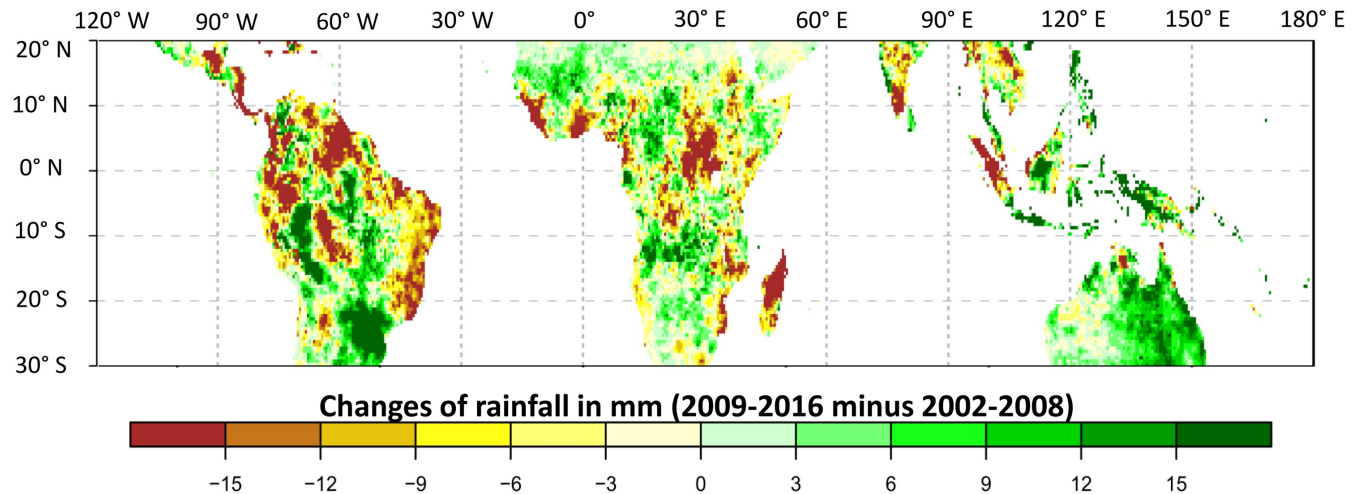 120° W 90° W 60° W 30° W 0° 30° E 60° E 90° E 120° E 150° E 180° E
20° N
10° N
0° N
10° S
20° S
30° S
Changes of rainfall in mm (2009-2016 minus 2002-2008)
−15 −12 −9 −6 −3 0 3 6 9 12 15